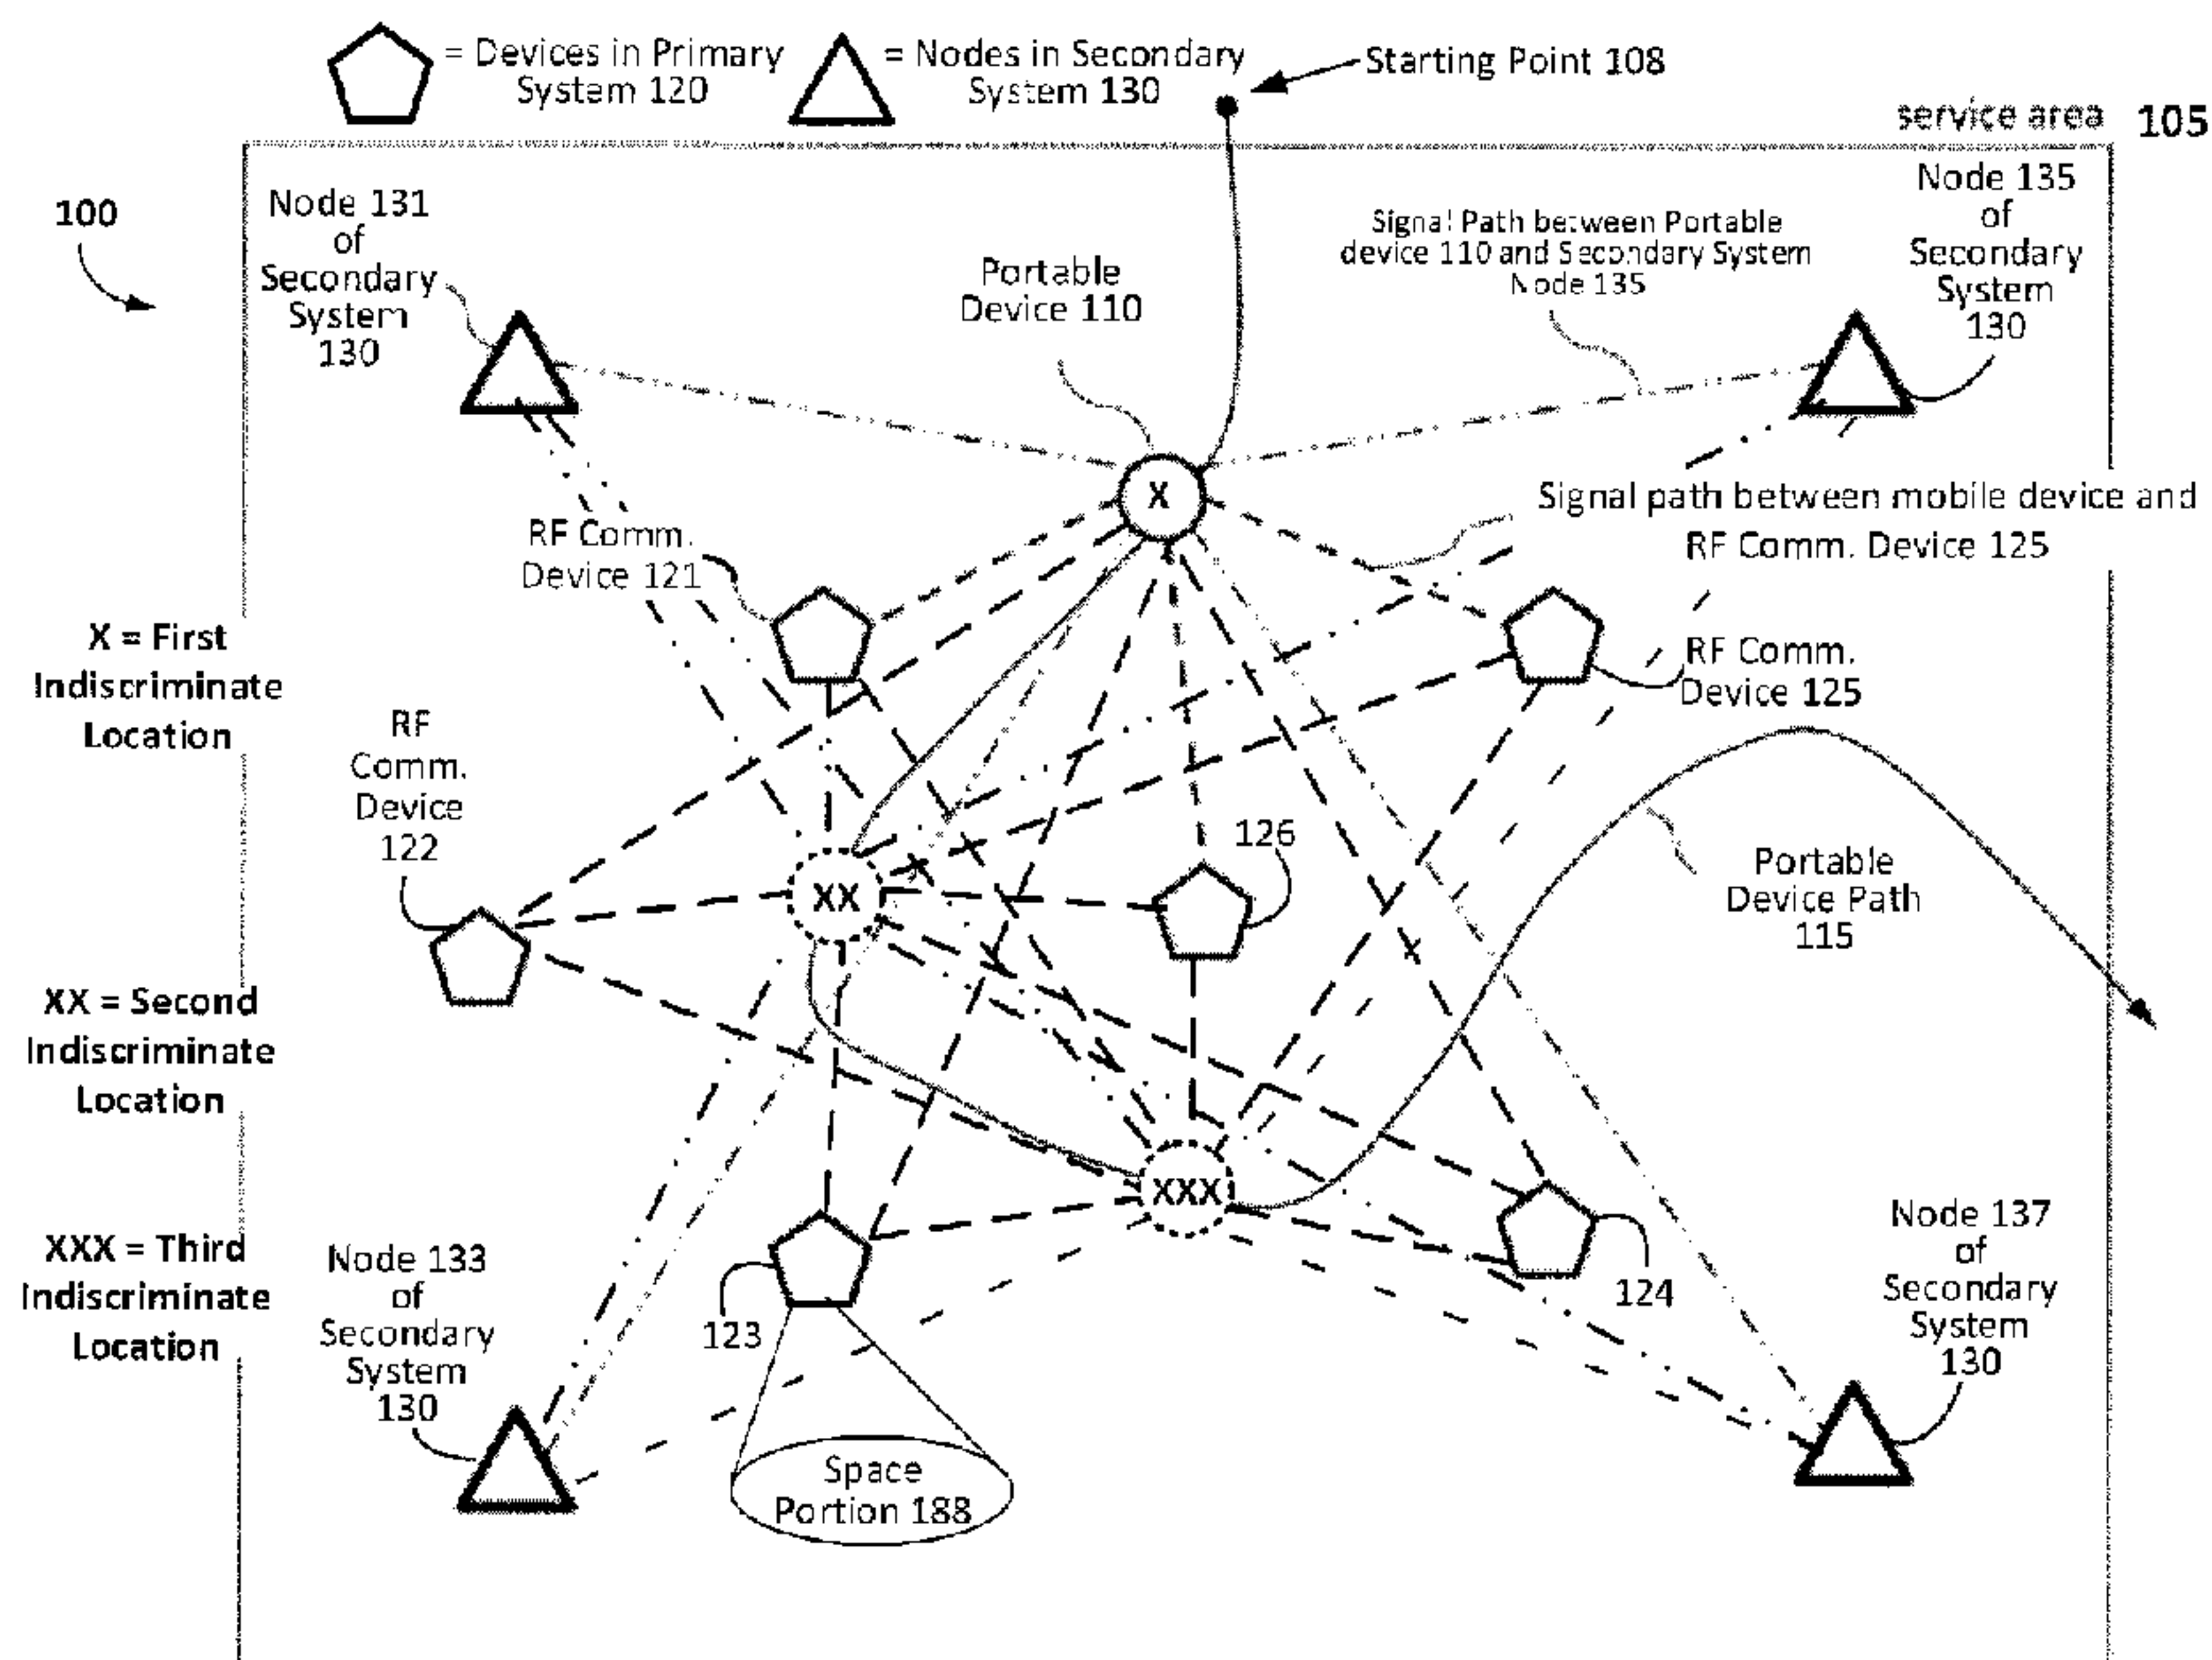 = Devices in Primary
System 120
= Nodes in Secondary
System 130
Starting Point 108
service area 105
100
Node 131
of
Secondary
System
130
Portable
Device 110
Signal Path between Portable
device 110 and Secondary System
Node 135
Node 135
of
Secondary
System
130
X
Signal path between mobile device and
RF Comm. Device 125
RF Comm.
Device 121
X = First
Indiscriminate
Location
RF Comm.
Device 125
RF
Comm.
Device
122
126
Portable
Device Path
115
XX
XX = Second
Indiscriminate
Location
XXX
XXX = Third
Indiscriminate
Location
Node 133
of
Secondary
System
130
123
124
Node 137
of
Secondary
System
130
Space
Portion 188